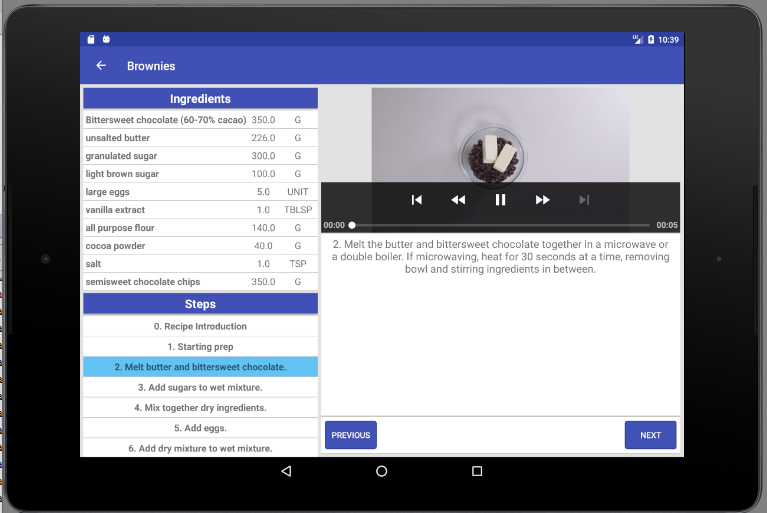 10:39
Brownies
Ingredients
Bittersweet chocolate (60-70% cacao) 350.0 G
unsalted butter 226.0 G
granulated sugar 300.0 G
light brown sugar 100.0 G
large eggs 5.0 UNIT
vanilla extract 1.0 TBLSP
all purpose flour 140.0 G
cocoa powder 40.0 G
salt 1.0 TSP
semisweet chocolate chips 350.0 G
Steps
0. Recipe Introduction
1. Starting prep
2. Melt butter and bittersweet chocolate.
3. Add sugars to wet mixture.
4. Mix together dry ingredients.
5. Add eggs.
6. Add dry mixture to wet mixture.
00:00 00:05
2. Melt the butter and bittersweet chocolate together in a microwave or
a double boiler. If microwaving, heat for 30 seconds at a time, removing
bowl and stirring ingredients in between.
PREVIOUS NEXT